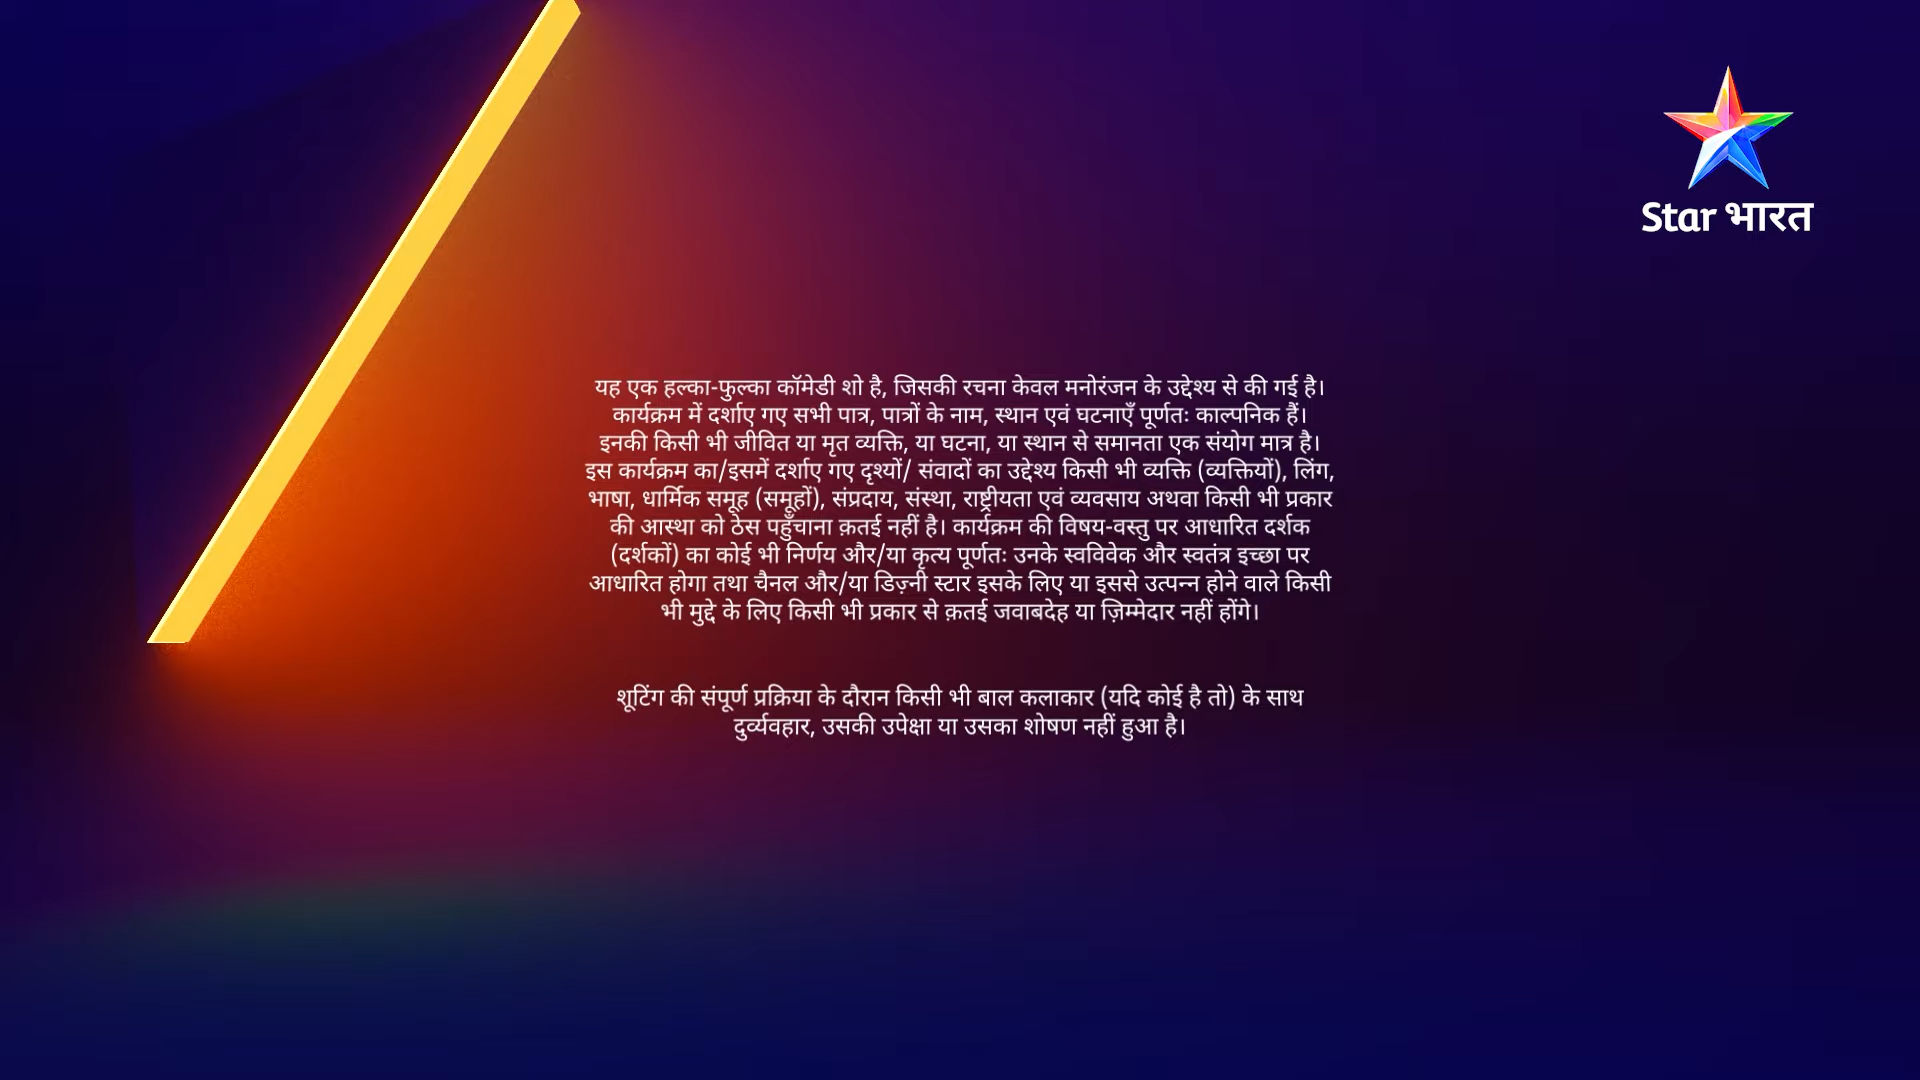 Star भारत
यह एक हल्का-फुल्का कॉमेडी शो है, जिसकी रचना केवल मनोरंजन के उद्देश्य से की गई है।
कार्यक्रम में दर्शाए गए सभी पात्र, पात्रों के नाम, स्थान एवं घटनाएँ पूर्णतः काल्पनिक हैं।
इनकी किसी भी जीवित या मृत व्यक्ति, या घटना, या स्थान से समानता एक संयोग मात्र है।
इस कार्यक्रम का/इसमें दर्शाए गए दृश्यों/ संवादों का उद्देश्य किसी भी व्यक्ति (व्यक्तियों), लिंग,
भाषा, धार्मिक समूह (समूहों), संप्रदाय, संस्था, राष्ट्रीयता एवं व्यवसाय अथवा किसी भी प्रकार
की आस्था को ठेस पहुँचाना क़तई नहीं है। कार्यक्रम की विषय-वस्तु पर आधारित दर्शक
(दर्शकों) का कोई भी निर्णय और/या कृत्य पूर्णतः उनके स्वविवेक और स्वतंत्र इच्छा पर
आधारित होगा तथा चैनल और/या डिज़्नी स्टार इसके लिए या इससे उत्पन्न होने वाले किसी
भी मुद्दे के लिए किसी भी प्रकार से क़तई जवाबदेह या ज़िम्मेदार नहीं होंगे।
शूटिंग की संपूर्ण प्रक्रिया के दौरान किसी भी बाल कलाकार (यदि कोई है तो) के साथ
दुर्व्यवहार, उसकी उपेक्षा या उसका शोषण नहीं हुआ है।